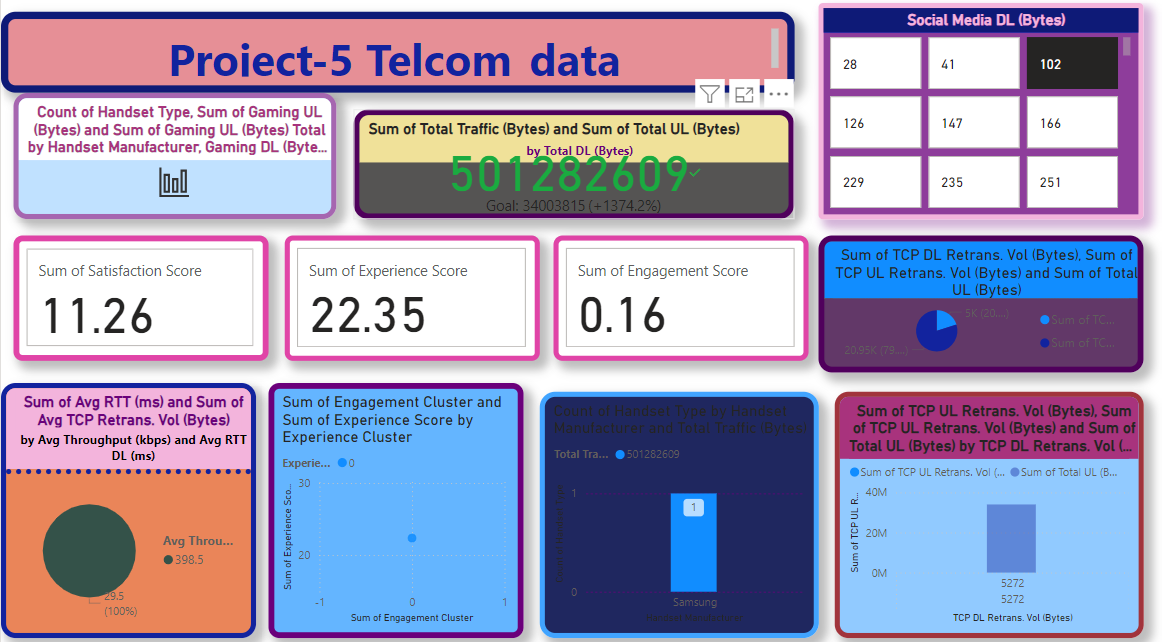 Proiect-5 Telcom data
Social Media DL (Bytes)
28
41
102
126
147
166
229
235
251
Count of Handset Type, Sum of Gaming UL
(Bytes) and Sum of Gaming UL (Bytes) Total
by Handset Manufacturer, Gaming DL (Byte...
Sum of Total Traffic (Bytes) and Sum of Total UL (Bytes)
by Total DL (Bytes)
501282609
Goal: 34003815 (+1374.2%)
Sum of Satisfaction Score
11.26
Sum of Experience Score
22.35
Sum of Engagement Score
0.16
Sum of TCP DL Retrans. Vol (Bytes), Sum of
TCP UL Retrans. Vol (Bytes) and Sum of Total
UL (Bytes)
5K (20....)
20.95K (79....)
Sum of TC...
Sum of TC...
Sum of Avg RTT (ms) and Sum of
Avg TCP Retrans. Vol (Bytes)
by Avg Throughput (kbps) and Avg RTT
DL (ms)
Avg Throu...
398.5
29.5
(100%)
Sum of Engagement Cluster and
Sum of Experience Score by
Experience Cluster
Experie...
0
Sum of Experience Sco...
30
20
-1
0
1
Sum of Engagement Cluster
Count of Handset Type by Handset
Manufacturer and Total Traffic (Bytes)
Total Tra...
501282609
1
1
0
Samsung
Sum of TCP UL Retrans. Vol (Bytes), Sum
of TCP UL Retrans. Vol (Bytes) and Sum of
Total UL (Bytes) by TCP DL Retrans. Vol (...
Sum of TCP UL Retrans. Vol (...
Sum of Total UL (B...
Sum of TCP UL R...
40M
20M
0M
5272
5272
TCP DL Retrans. Vol (Bytes)